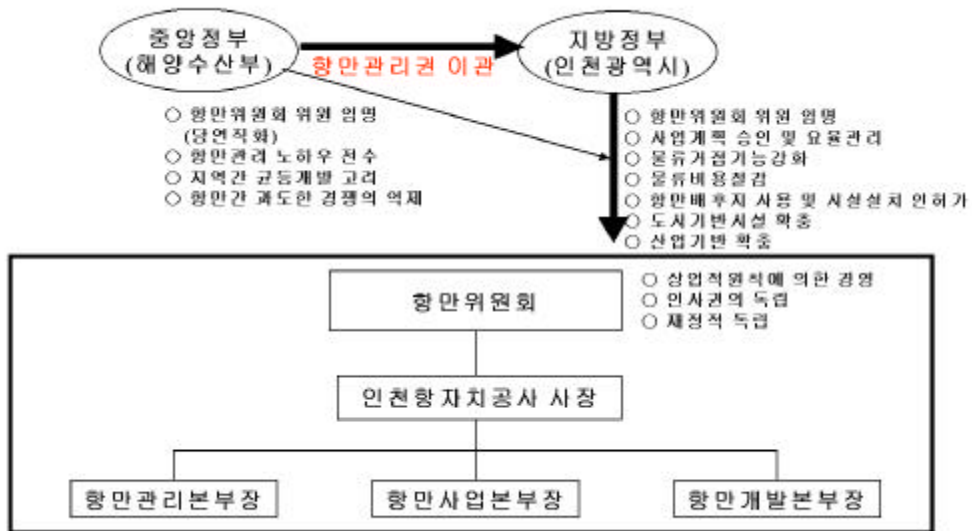 중앙정부
(해양수산부)
항만관리권 이관
지방정부
(인천광역시)
○ 항만위원회 위원 임명
(당연직화)
○ 항만관리 노하우 전수
○ 지역간 균등개발 고리
○ 항만간 과도한 경쟁의 억제
○ 항만위원회 위원 임명
○ 사업계획 승인 및 요율관리
○ 물류거점기능강화
○ 물류비용절감
○ 항만배후지 사용 및 시설설치 인허가
○ 도시기반시설 확충
○ 산업기반 확충
항만위원회
○ 상업적원칙에 의한 경영
○ 인사권의 독립
○ 재정적 독립
인천항자치공사 사장
항만관리본부장
항만사업본부장
항만개발본부장